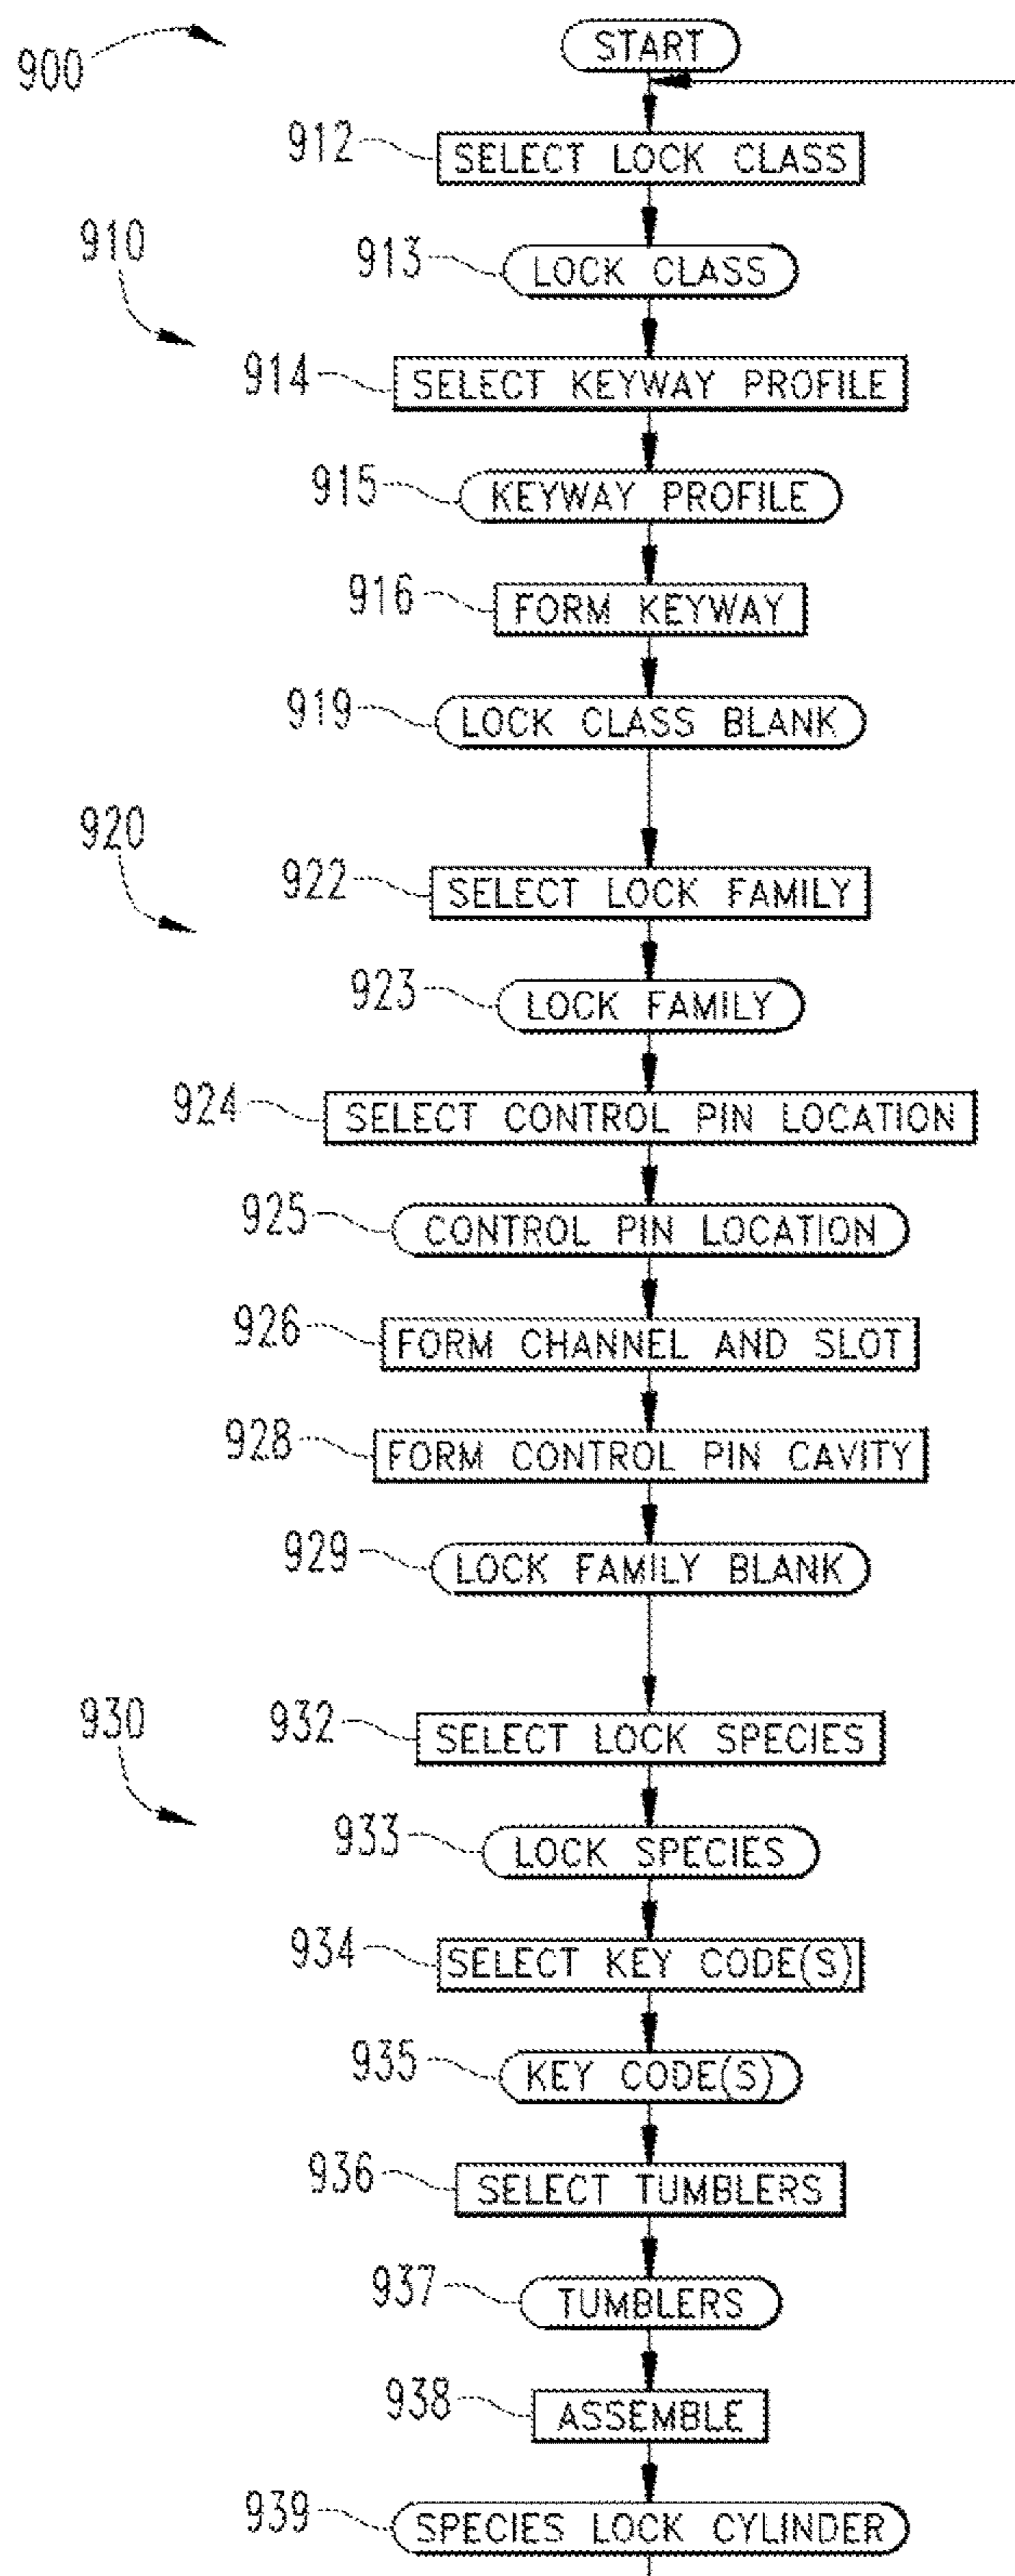 900
START
912
SELECT LOCK CLASS
910
913
LOCK CLASS
914
SELECT KEYWAY PROFILE
915
KEYWAY PROFILE
916
FORM KEYWAY
919
LOCK CLASS BLANK
920
922
SELECT LOCK FAMILY
923
LOCK FAMILY
924
SELECT CONTROL PIN LOCATION
925
CONTROL PIN LOCATION
926
FORM CHANNEL AND SLOT
928
FORM CONTROL PIN CAVITY
929
LOCK FAMILY BLANK
930
932
SELECT LOCK SPECIES
933
LOCK SPECIES
934
SELECT KEY CODE(S)
935
KEY CODE(S)
936
SELECT TUMBLERS
937
TUMBLERS
938
ASSEMBLE
939
SPECIES LOCK CYLINDER